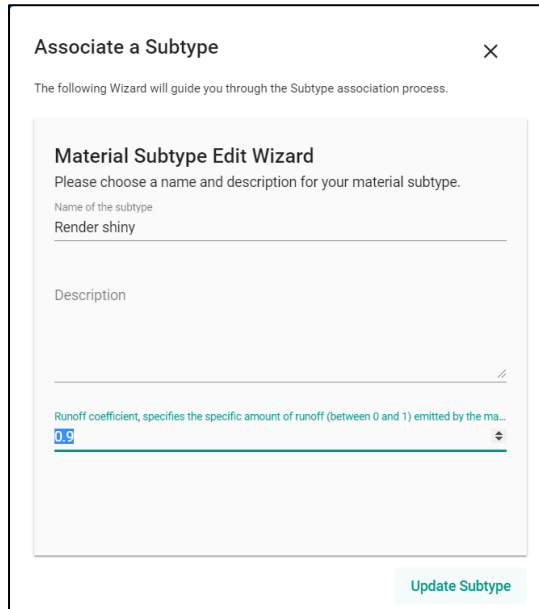 Associate a Subtype
The following Wizard will guide you through the Subtype association process.
Material Subtype Edit Wizard
Please choose a name and description for your material subtype.
Name of the subtype
Render shiny
Description
Runoff coefficient, specifies the specific amount of runoff (between 0 and 1) emitted by the ma...
0.9
Update Subtype